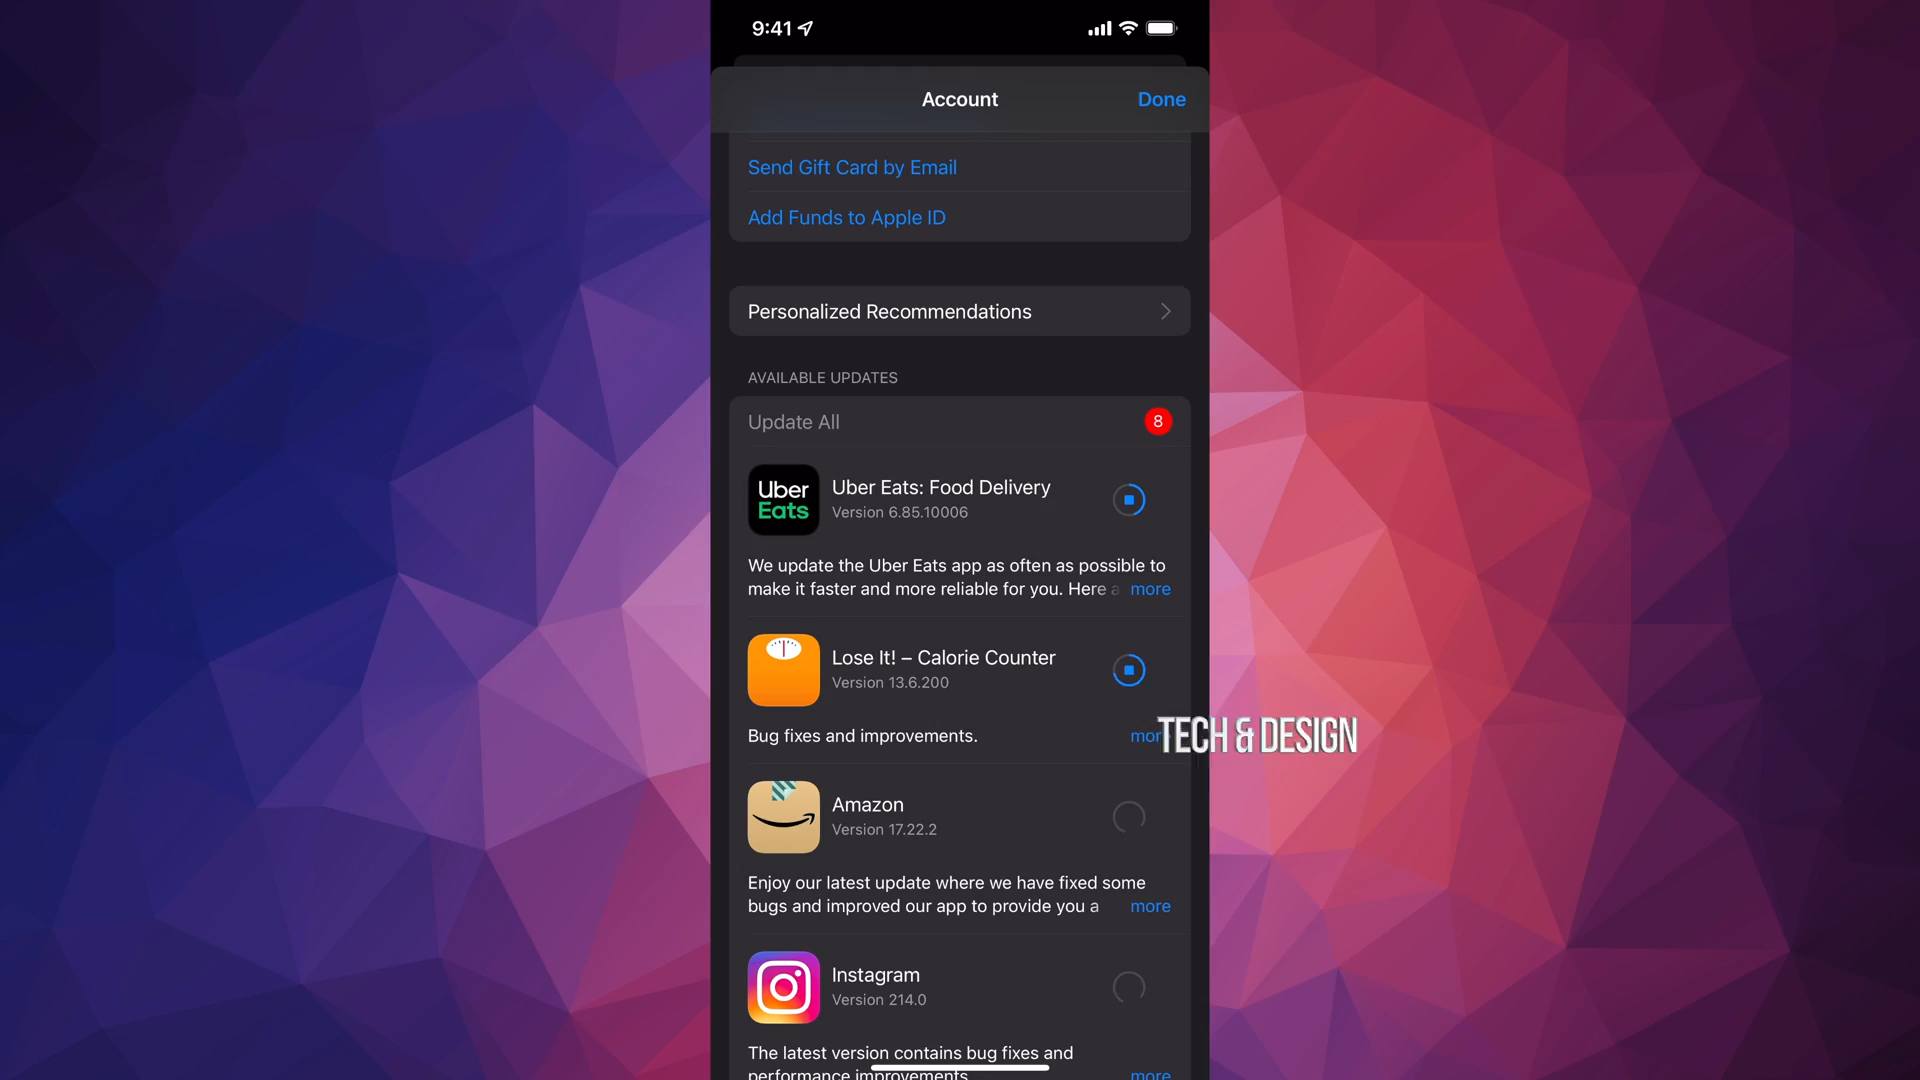 9:41
Account
Done
Send Gift Card by Email
Add Funds to Apple ID
Personalized Recommendations
AVAILABLE UPDATES
Update All
8
Uber
Eats
Uber Eats: Food Delivery
Version 6.85.10006
We update the Uber Eats app as often as possible to
make it faster and more reliable for you. Here a more
Lose It! – Calorie Counter
Version 13.6.200
Bug fixes and improvements.
mor
TECH & DESIGN
Amazon
Version 17.22.2
Enjoy our latest update where we have fixed some
bugs and improved our app to provide you a more
Instagram
Version 214.0
The latest version contains bug fixes and
performance improvements. more